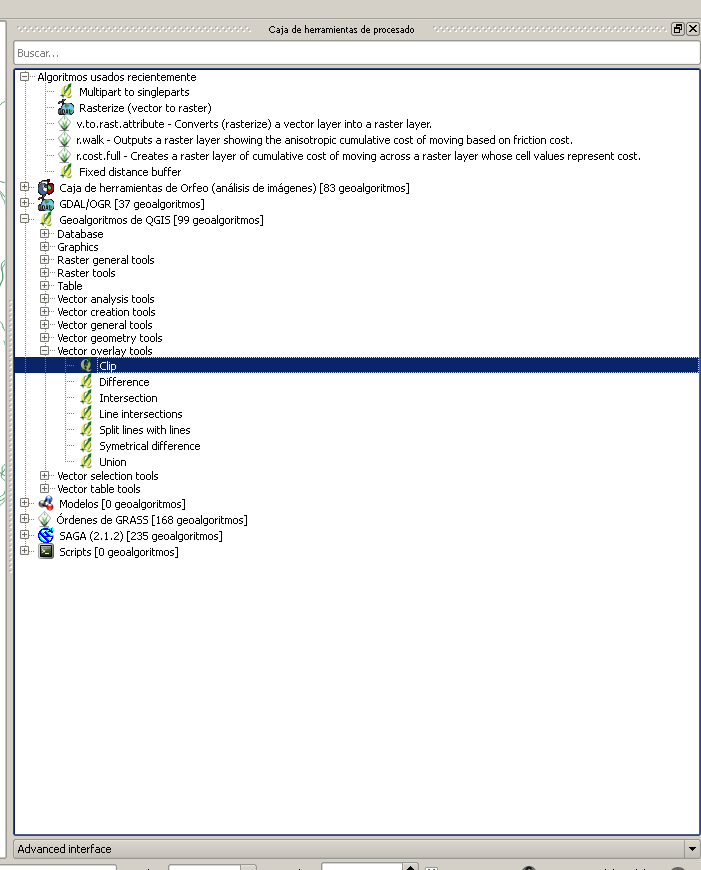 Caja de herramientas de procesado
Buscar...
Algoritmos usados recientemente
Multipart to singleparts
Rasterize (vector to raster)
v.to.rast.attribute - Converts (rasterize) a vector layer into a raster layer.
r.walk - Outputs a raster layer showing the anisotropic cumulative cost of moving based on friction cost.
r.cost.full - Creates a raster layer of cumulative cost of moving across a raster layer whose cell values represent cost.
Fixed distance buffer
Caja de herramientas de Orfeo (análisis de imágenes) [83 geoalgoritmos]
GDAL/OGR [37 geoalgoritmos]
Geoalgoritmos de QGIS [99 geoalgoritmos]
Database
Graphics
Raster general tools
Raster tools
Table
Vector analysis tools
Vector creation tools
Vector general tools
Vector geometry tools
Vector overlay tools
Clip
Difference
Intersection
Line intersections
Split lines with lines
Symetrical difference
Union
Vector selection tools
Vector table tools
Modelos [0 geoalgoritmos]
Órdenes de GRASS [168 geoalgoritmos]
SAGA (2.1.2) [235 geoalgoritmos]
Scripts [0 geoalgoritmos]
Advanced interface